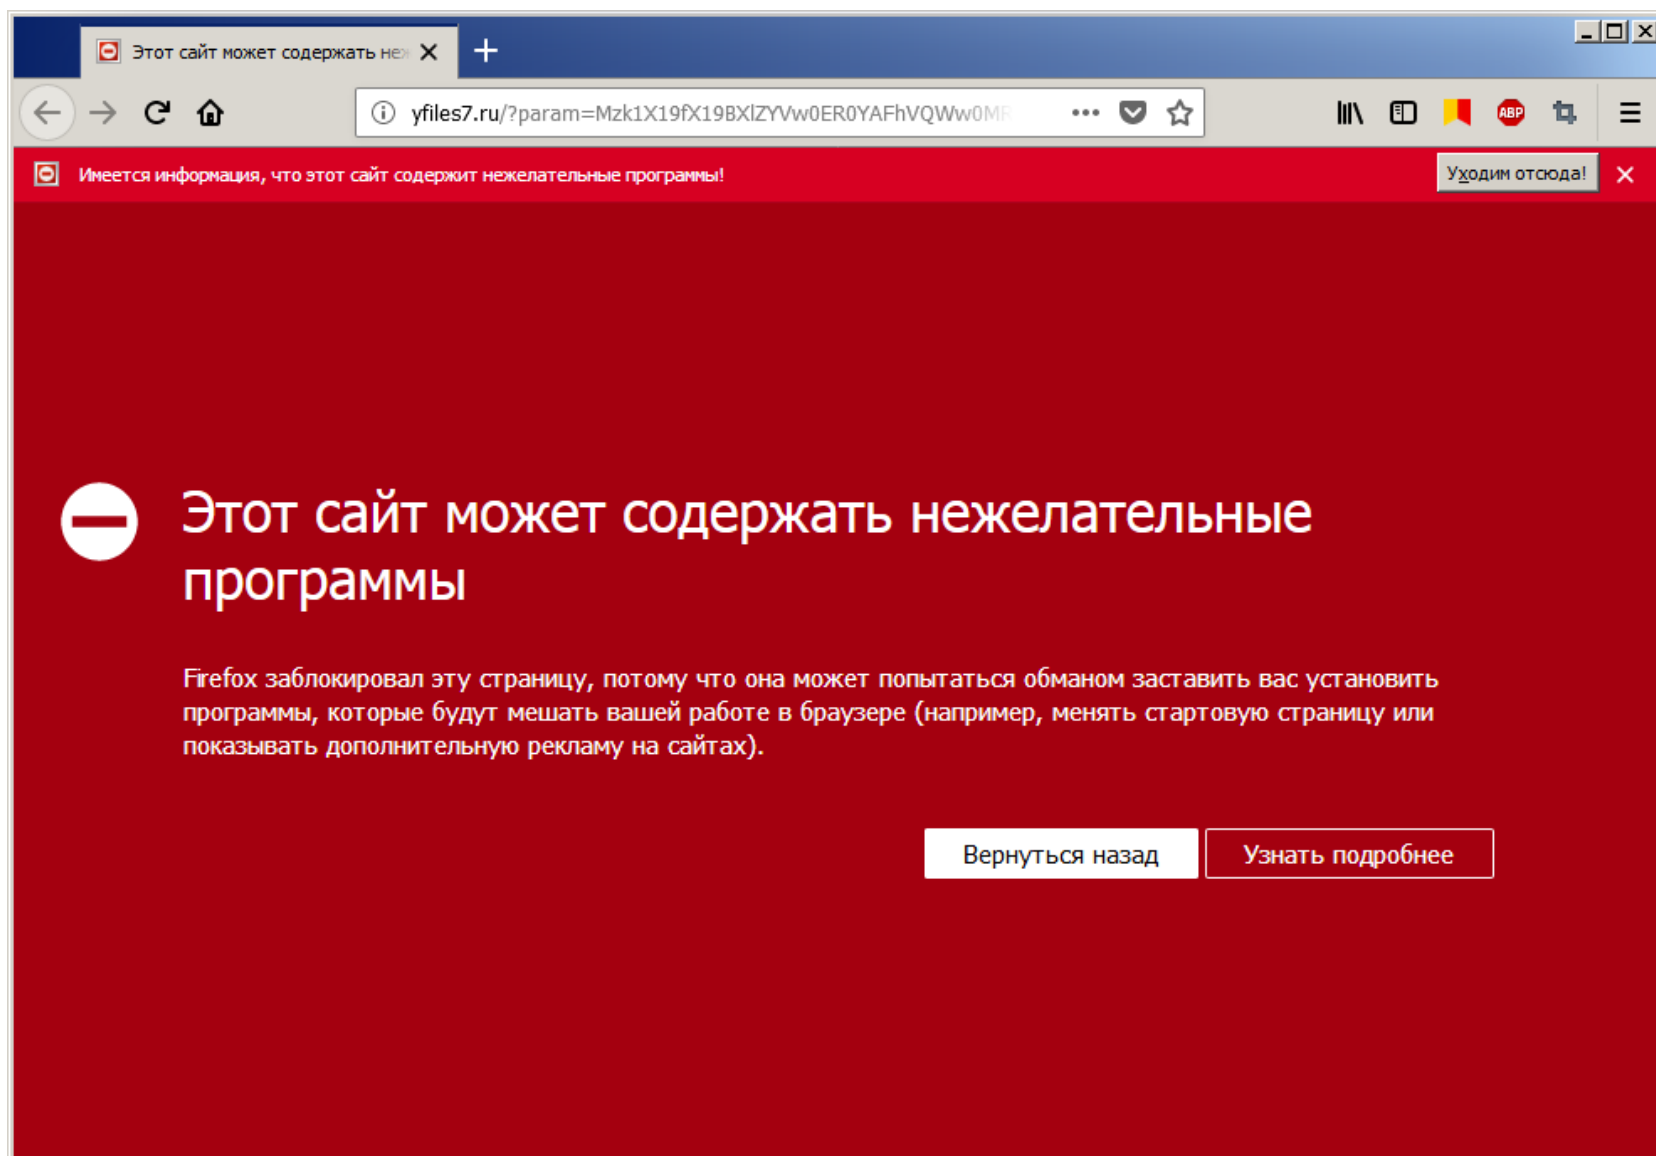 Этот сайт может содержать не
yfiles7.ru/?param=Mzk1X19fX19BXlZYVw0ER0YAFhVQWw0MR
ABP
Имеется информация, что этот сайт содержит нежелательные программы!
Уходим отсюда!
Этот сайт может содержать нежелательные
программы
Firefox заблокировал эту страницу, потому что она может попытаться обманом заставить вас установить
программы, которые будут мешать вашей работе в браузере (например, менять стартовую страницу или
показывать дополнительную рекламу на сайтах).
Вернуться назад
Узнать подробнее